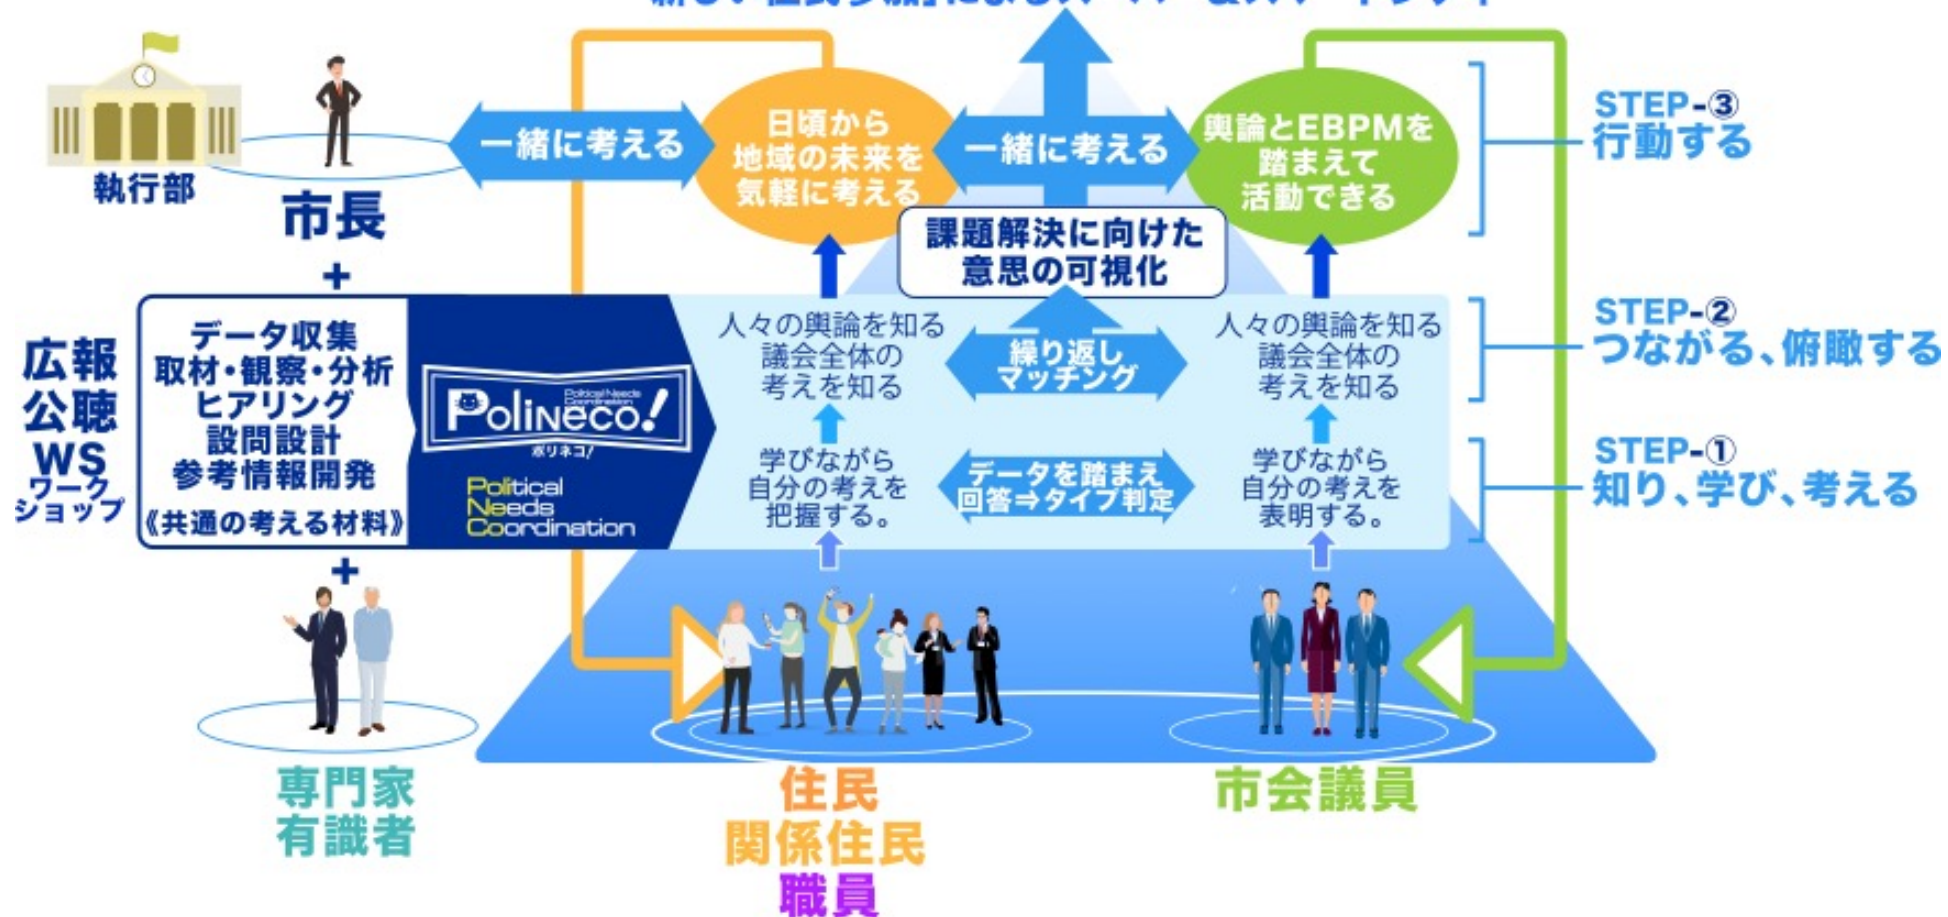 執行部
市長
+
一緒に考える
日頃から
地域の未来を
気軽に考える
一緒に考える
輿論とEBPMを
踏まえて
活動できる
STEP-③
行動する
課題解決に向けた
意思の可視化
広報
公聴
WS
ワーク
ショップ
データ収集
取材・観察・分析
ヒアリング
設問設計
参考情報開発
《共通の考える材料》
Political Needs
Coordination
PoliNeco!
ポリネコ!
Political
Needs
Coordination
人々の輿論を知る
議会全体の
考えを知る
繰り返し
マッチング
人々の輿論を知る
議会全体の
考えを知る
STEP-②
つながる、俯瞰する
学びながら
自分の考えを
把握する。
データを踏まえ
回答⇒タイプ判定
学びながら
自分の考えを
表明する。
STEP-①
知り、学び、考える
+
専門家
有識者
住民
関係住民
職員
市会議員